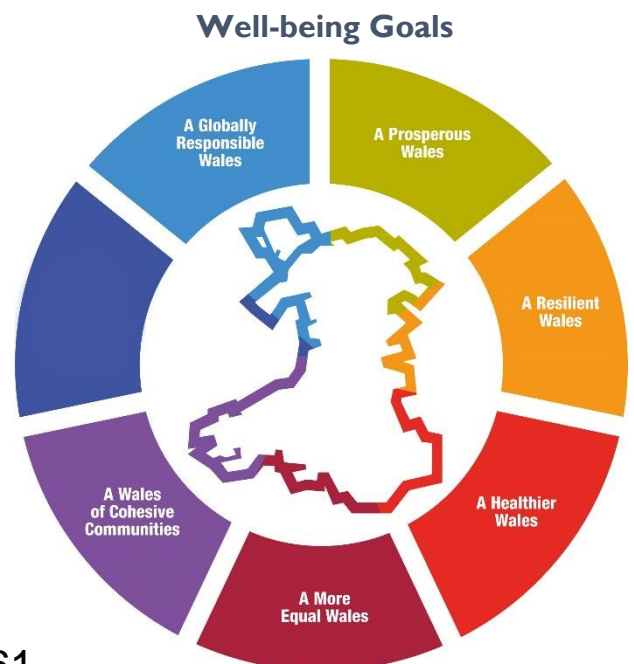 Well-being Goals
A Globally
Responsible
Wales
A Prosperous
Wales
A Resilient
Wales
A Healthier
Wales
A More
Equal Wales
A Wales
of Cohesive
Communities